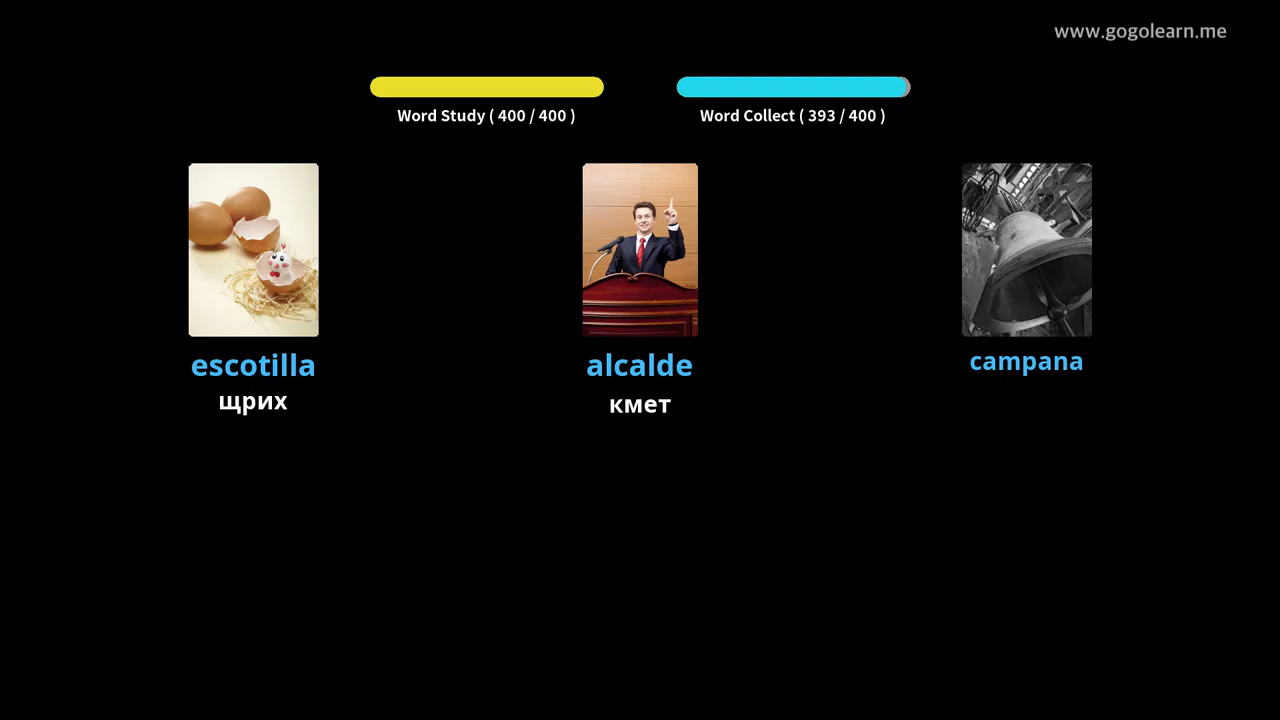 www.gogolearn.me
Word Study ( 400 / 400 )
Word Collect ( 393 / 400 )
escotilla
щрих
alcalde
кмет
campana